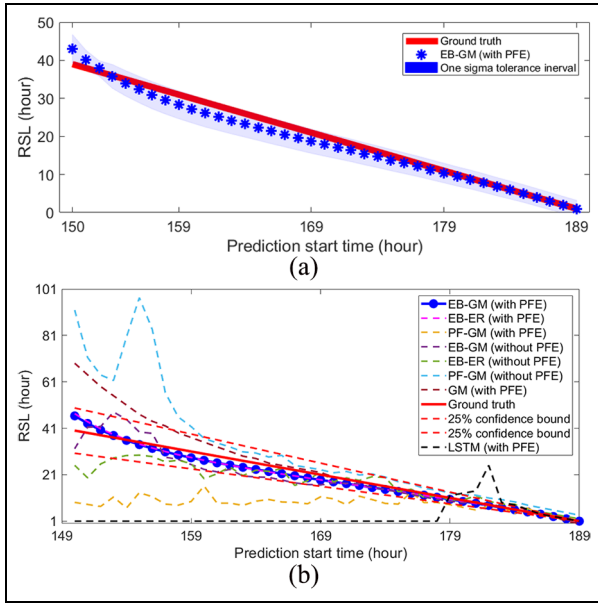 50
40
30
20
10
0
RSL (hour)
Ground truth
EB-GM (with PFE)
One sigma tolerance inerval
150
159
169
179
189
Prediction start time (hour)
(a)
101
81
61
41
21
1
RSL (hour)
EB-GM (with PFE)
EB-ER (with PFE)
PF-GM (with PFE)
EB-GM (without PFE)
EB-ER (without PFE)
PF-GM (without PFE)
GM (with PFE)
Ground truth
25% confidence bound
25% confidence bound
LSTM (with PFE)
149
159
169
179
189
Prediction start time (hour)
(b)